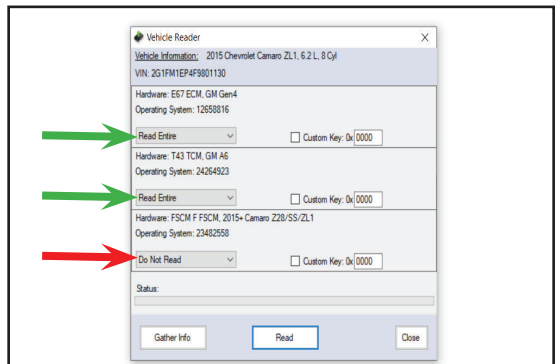 Vehicle Reader
Vehicle Information: 2015 Chevrolet Camaro ZL1, 6.2 L, 8 Cyl
VIN: 2G1FM1EP4F9801130
Hardware: E67 ECM, GM Gen4
Operating System: 12658816
Read Entire Custom Key: 0x 0000
Hardware: T43 TCM, GM A6
Operating System: 24264923
Read Entire Custom Key: 0x 0000
Hardware: FSCM F FSCM, 2015+ Camaro Z28/SS/ZL1
Operating System: 23482558
Do Not Read Custom Key: 0x 0000
Status:
Gather Info Read Close